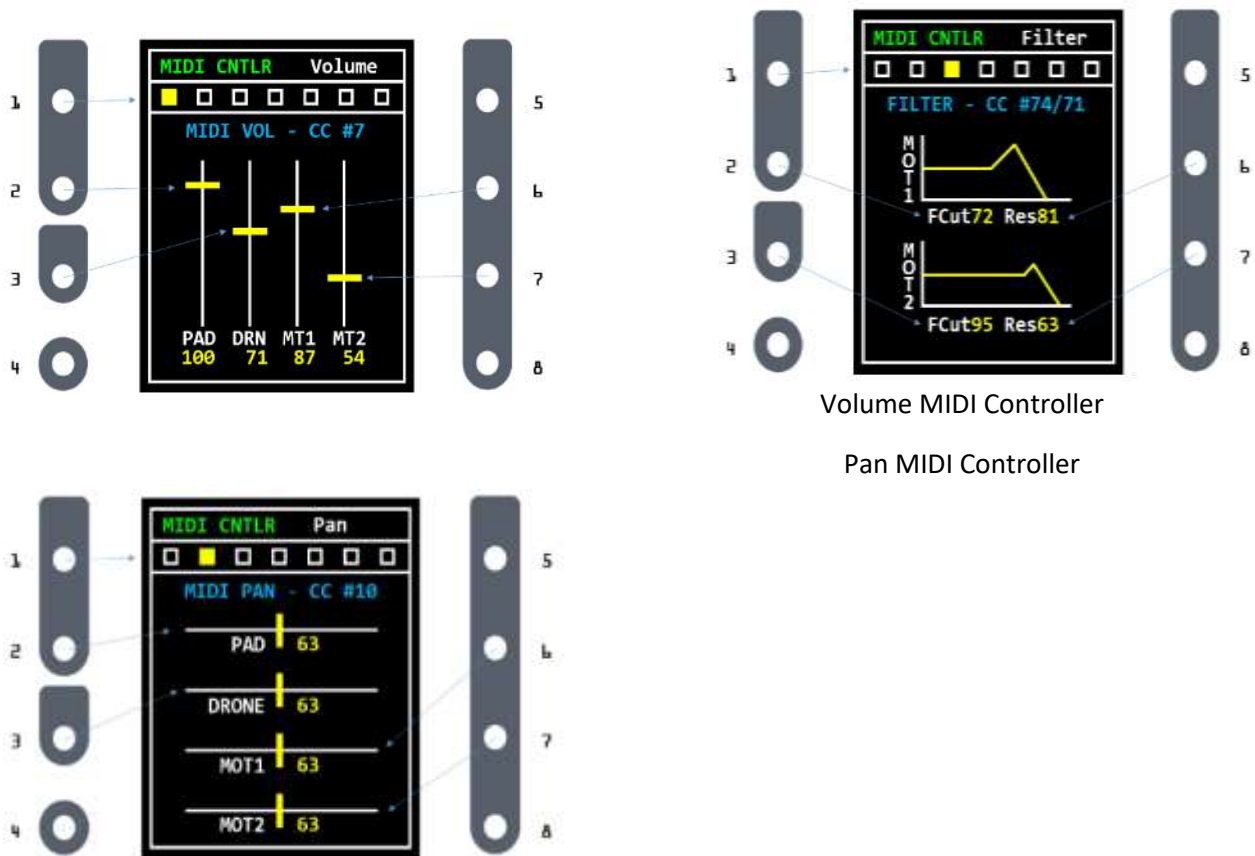 MIDI CNTLR Volume
MIDI VOL - CC #7
1
2
3
4
5
6
7
8
PAD DRN MT1 MT2
100 71 87 54
MIDI CNTLR Filter
FILTER - CC #74/71
1
2
3
4
5
6
7
8
MOT1
FCut72 Res81
MOT2
FCut95 Res63
Volume MIDI Controller
Pan MIDI Controller
MIDI CNTLR Pan
MIDI PAN - CC #10
1
2
3
4
5
6
7
8
PAD 63
DRONE 63
MOT1 63
MOT2 63